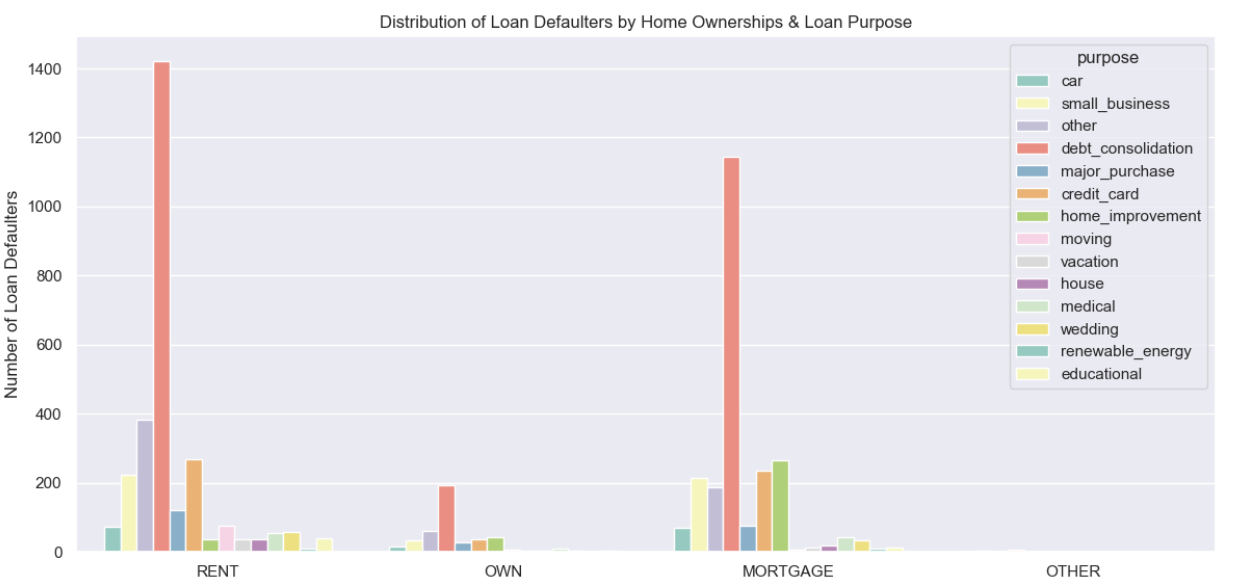 Distribution of Loan Defaulters by Home Ownerships & Loan Purpose
Number of Loan Defaulters
1400
1200
1000
800
600
400
200
0
RENT
OWN
MORTGAGE
OTHER
purpose
car
small_business
other
debt_consolidation
major_purchase
credit_card
home_improvement
moving
vacation
house
medical
wedding
renewable_energy
educational